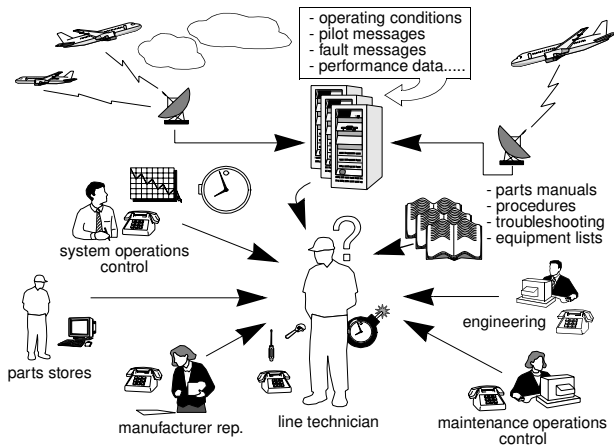 - operating conditions
- pilot messages
- fault messages
- performance data.....
- parts manuals
- procedures
- troubleshooting
- equipment lists
system operations
control
?
engineering
parts stores
manufacturer rep.
line technician
maintenance operations
control